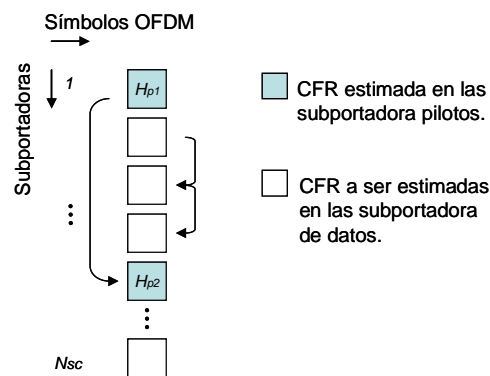 Símbolos OFDM
Subportadoras
1
Hp1
Hp2
Nsc
CFR estimada en las
subportadora pilotos.
CFR a ser estimadas
en las subportadora
de datos.